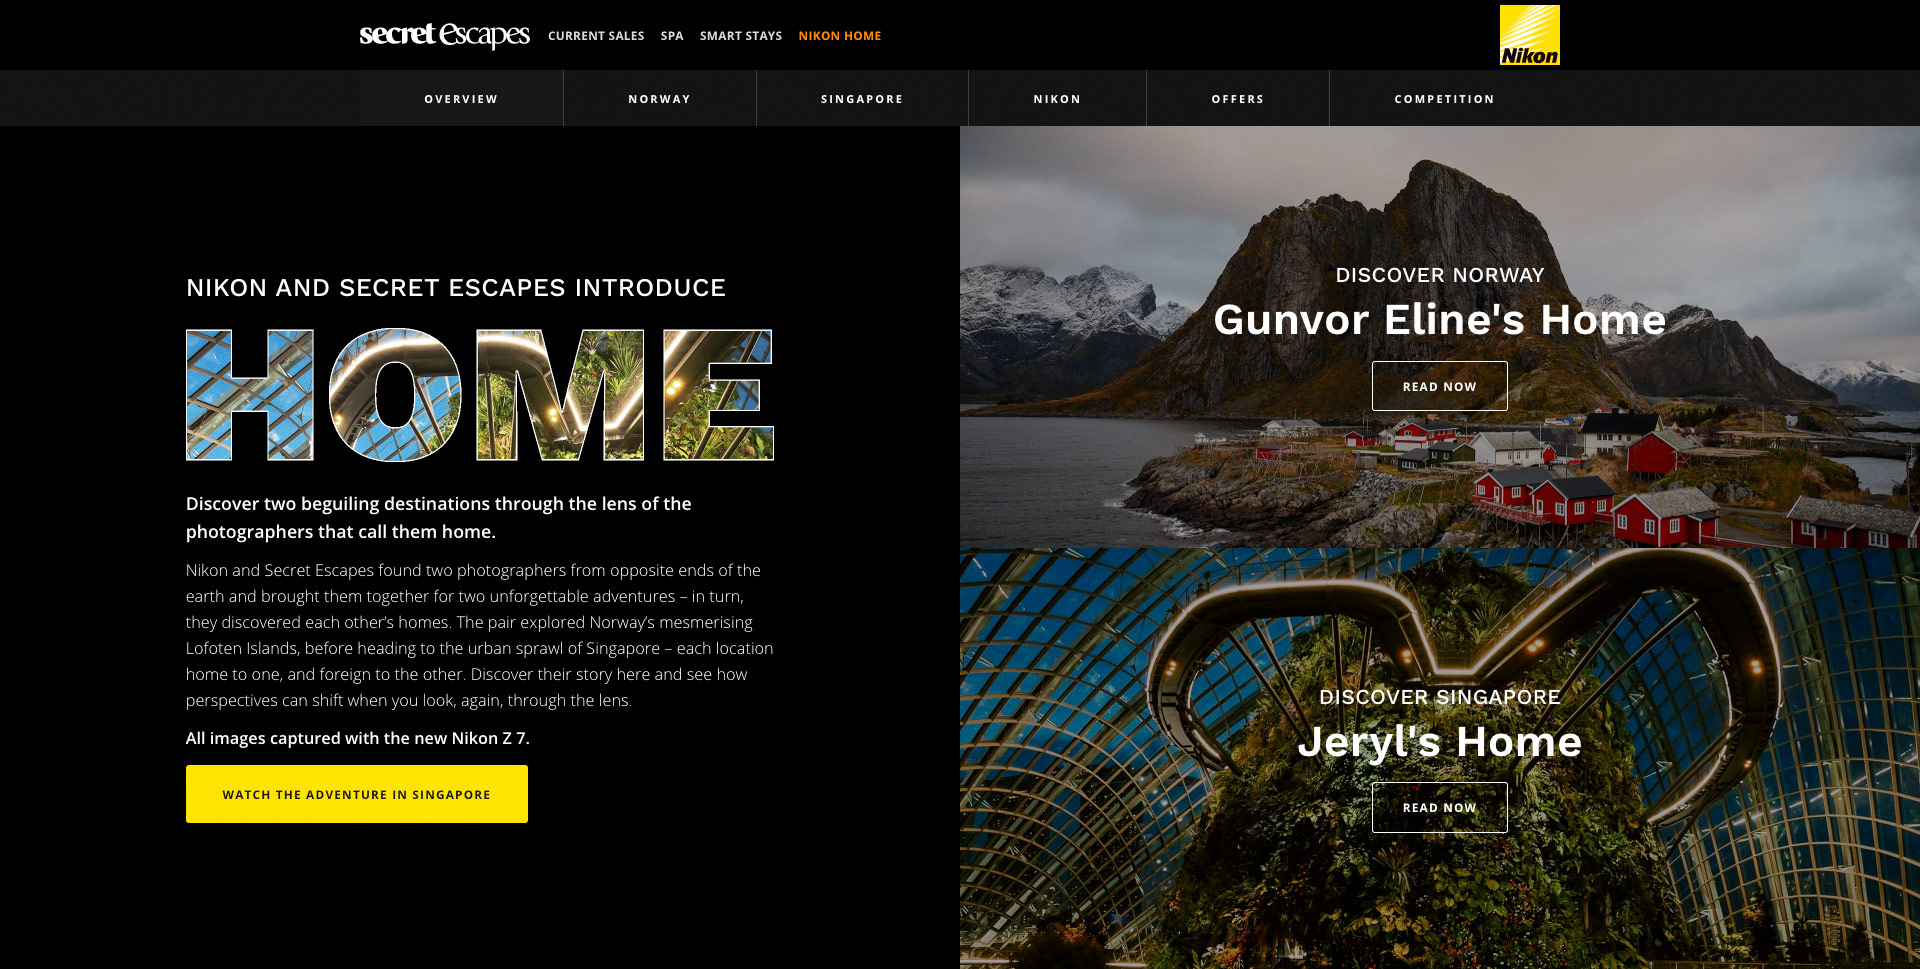 secret escapes CURRENT SALES SPA SMART STAYS NIKON HOME Nikon
OVERVIEW NORWAY SINGAPORE NIKON OFFERS COMPETITION
NIKON AND SECRET ESCAPES INTRODUCE
HOME
Discover two beguiling destinations through the lens of the
photographers that call them home.
Nikon and Secret Escapes found two photographers from opposite ends of the
earth and brought them together for two unforgettable adventures – in turn,
they discovered each other’s homes. The pair explored Norway’s mesmerising
Lofoten Islands, before heading to the urban sprawl of Singapore – each location
home to one, and foreign to the other. Discover their story here and see how
perspectives can shift when you look, again, through the lens.
All images captured with the new Nikon Z 7.
WATCH THE ADVENTURE IN SINGAPORE
DISCOVER NORWAY
Gunvor Eline's Home
READ NOW
DISCOVER SINGAPORE
Jeryl's Home
READ NOW